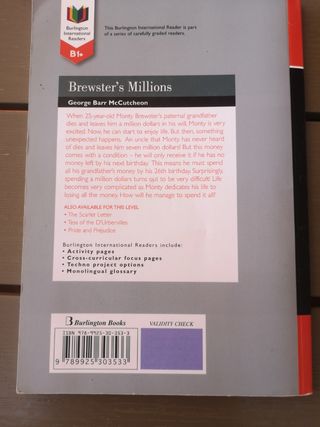 This Burlington International Reader is part
of a series of carefully graded readers.
Burlington
International
Readers
B1+
Brewster's Millions
George Barr McCutcheon
When 25-year-old Monty Brewster's paternal grandfather
dies and leaves him a million dollars in his will, Monty is very
excited. Now, he can start to enjoy life. But then, something
unexpected happens. An uncle that Monty has never heard
of dies and leaves him seven million dollars! But this money
comes with a condition – he will only receive it if he has no
money left by his next birthday. This means he must spend
all his grandfather's money by his 26th birthday. Surprisingly,
spending a million dollars turns out to be very difficult! Life
becomes very complicated as Monty dedicates his life to
losing all the money. How will he manage to spend it all?
ALSO AVAILABLE FOR THIS LEVEL
• The Scarlet Letter
• Tess of the D'Urbervilles
• Pride and Prejudice
Burlington International Readers include:
• Activity pages
• Cross-curricular focus pages
• Techno project options
• Monolingual glossary
Burlington Books
VALIDITY CHECK
ISBN 978-9925-30-353-3
9 789925 303533